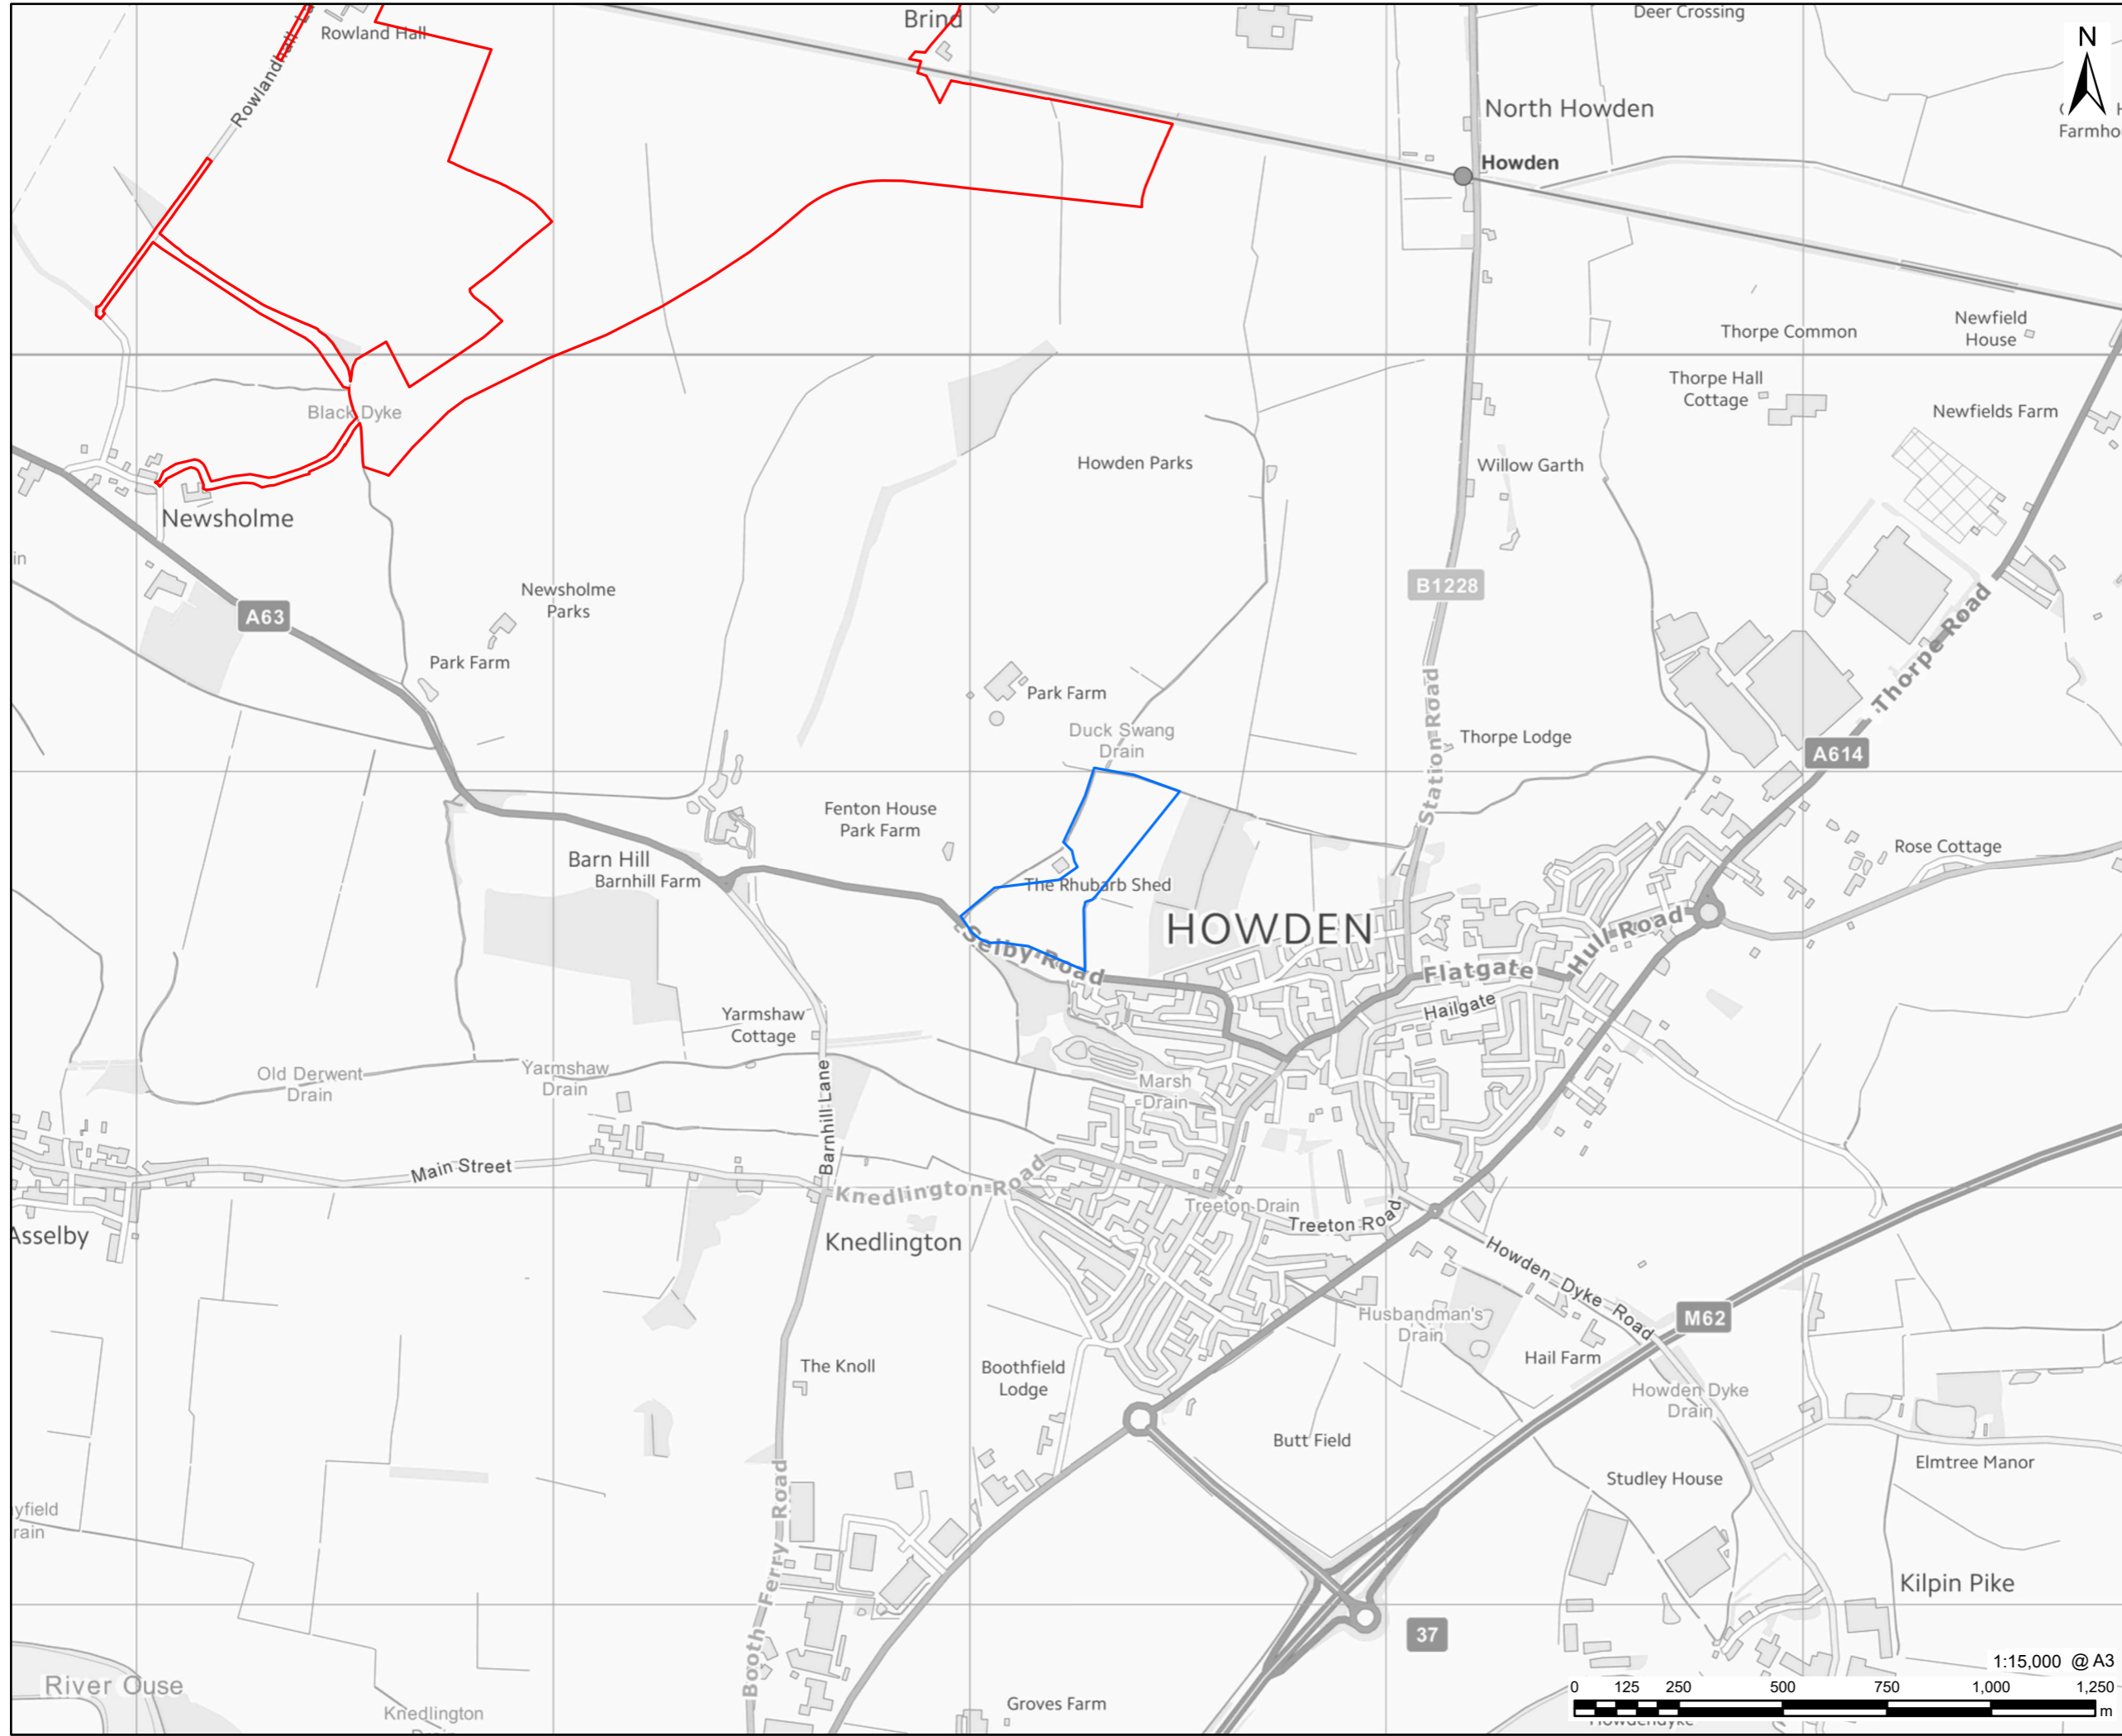 Rowland Hall
Brind
Deer Crossing
N
Rowlandhall
North Howden
Farmho
Howden
Newfield
House
Thorpe Common
Thorpe Hall
Cottage
Newfields Farm
Black Dyke
Howden Parks
Willow Garth
Newsholme
in
B1228
Newsholme
Parks
A63
Thorpe Road
Park Farm
Park Farm
Duck Swang
Drain
Station Road
Thorpe Lodge
A614
Fenton House
Park Farm
Barn Hill
Barnhill Farm
The Rhubarb Shed
Rose Cottage
HOWDEN
Hull Road
Selby Road
Flatgate
Hailgate
Yarmshaw
Cottage
Old Derwent
Drain
Yarmshaw
Drain
Marsh
Drain
Barnhill Lane
Main Street
Knedlington Road
Treeton Drain
Treeton Road
Asselby
Knedlington
Howden Dyke Road
Husbandman's
Drain
M62
The Knoll
Boothfield
Lodge
Hail Farm
Howden Dyke
Drain
Butt Field
Elmtree Manor
Studley House
yfield
rain
Booth Ferry Road
Kilpin Pike
37
River Ouse
Knedlington
Groves Farm
1:15,000 @ A3
0 125 250 500 750 1,000 1,250
m
Howdendyke